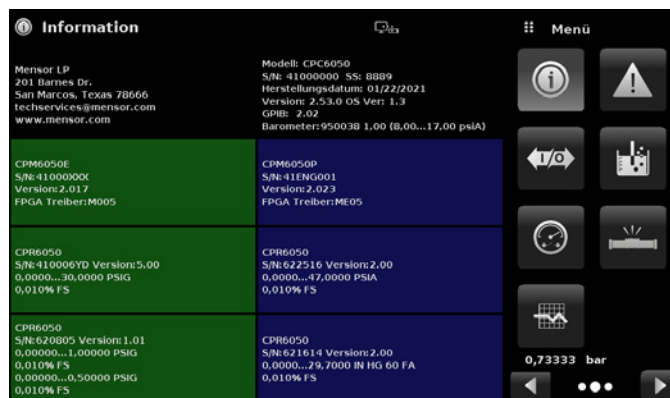 Information
Menü
Mensor LP
201 Barnes Dr.
San Marcos, Texas 78666
techservices@mensor.com
www.mensor.com
Modell: CPC6050
S/N: 41000000 SS: 8889
Herstellungsdatum: 01/22/2021
Version: 2.53.0 OS Ver: 1.3
GPIB: 2.02
Barometer:950038 1.00 (8,00...17,00 psiA)
CPM6050E
S/N:41000XXX
Version:2.017
FPGA Treiber:M005
CPM6050P
S/N:41ENG001
Version:2.023
FPGA Treiber:ME05
CPR6050
S/N:410006YD Version:5.00
0,0000...30,0000 PSIG
0,010% FS
CPR6050
S/N:622516 Version:2.00
0,0000...47,0000 PSIA
0,010% FS
CPR6050
S/N:620805 Version:1.01
0,00000...1,00000 PSIG
0,010% FS
0,00000...0,50000 PSIG
0,010% FS
CPR6050
S/N:621614 Version:2.00
0,0000...29,7000 IN HG 60 FA
0,010% FS
I/O
0,73333 bar